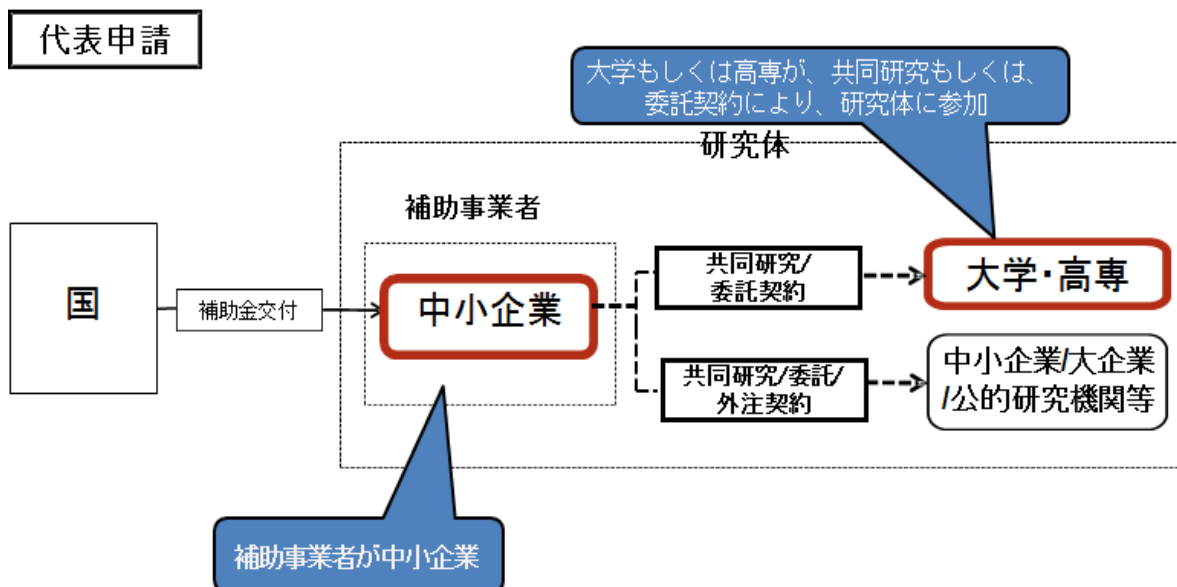 代表申請
大学もしくは高専が、共同研究もしくは、
委託契約により、研究体に参加
研究体
補助事業者
国
補助金交付
中小企業
共同研究/
委託契約
大学・高専
共同研究/委託/
外注契約
中小企業/大企業
/公的研究機関等
補助事業者が中小企業